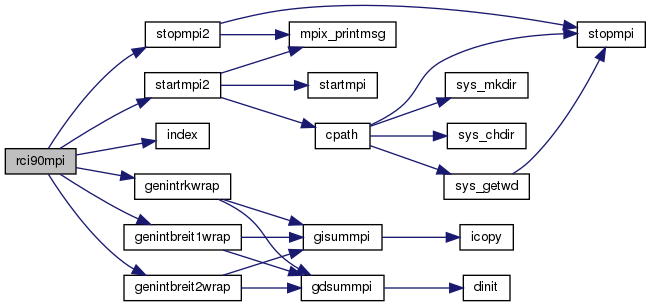 stopmpi2
mpix_printmsg
stopmpi
startmpi2
startmpi
sys_mkdir
index
cpath
sys_chdir
rci90mpi
genintrkwrap
sys_getwd
genintbreit1wrap
gisummpi
icopy
genintbreit2wrap
gdsummpi
dinit